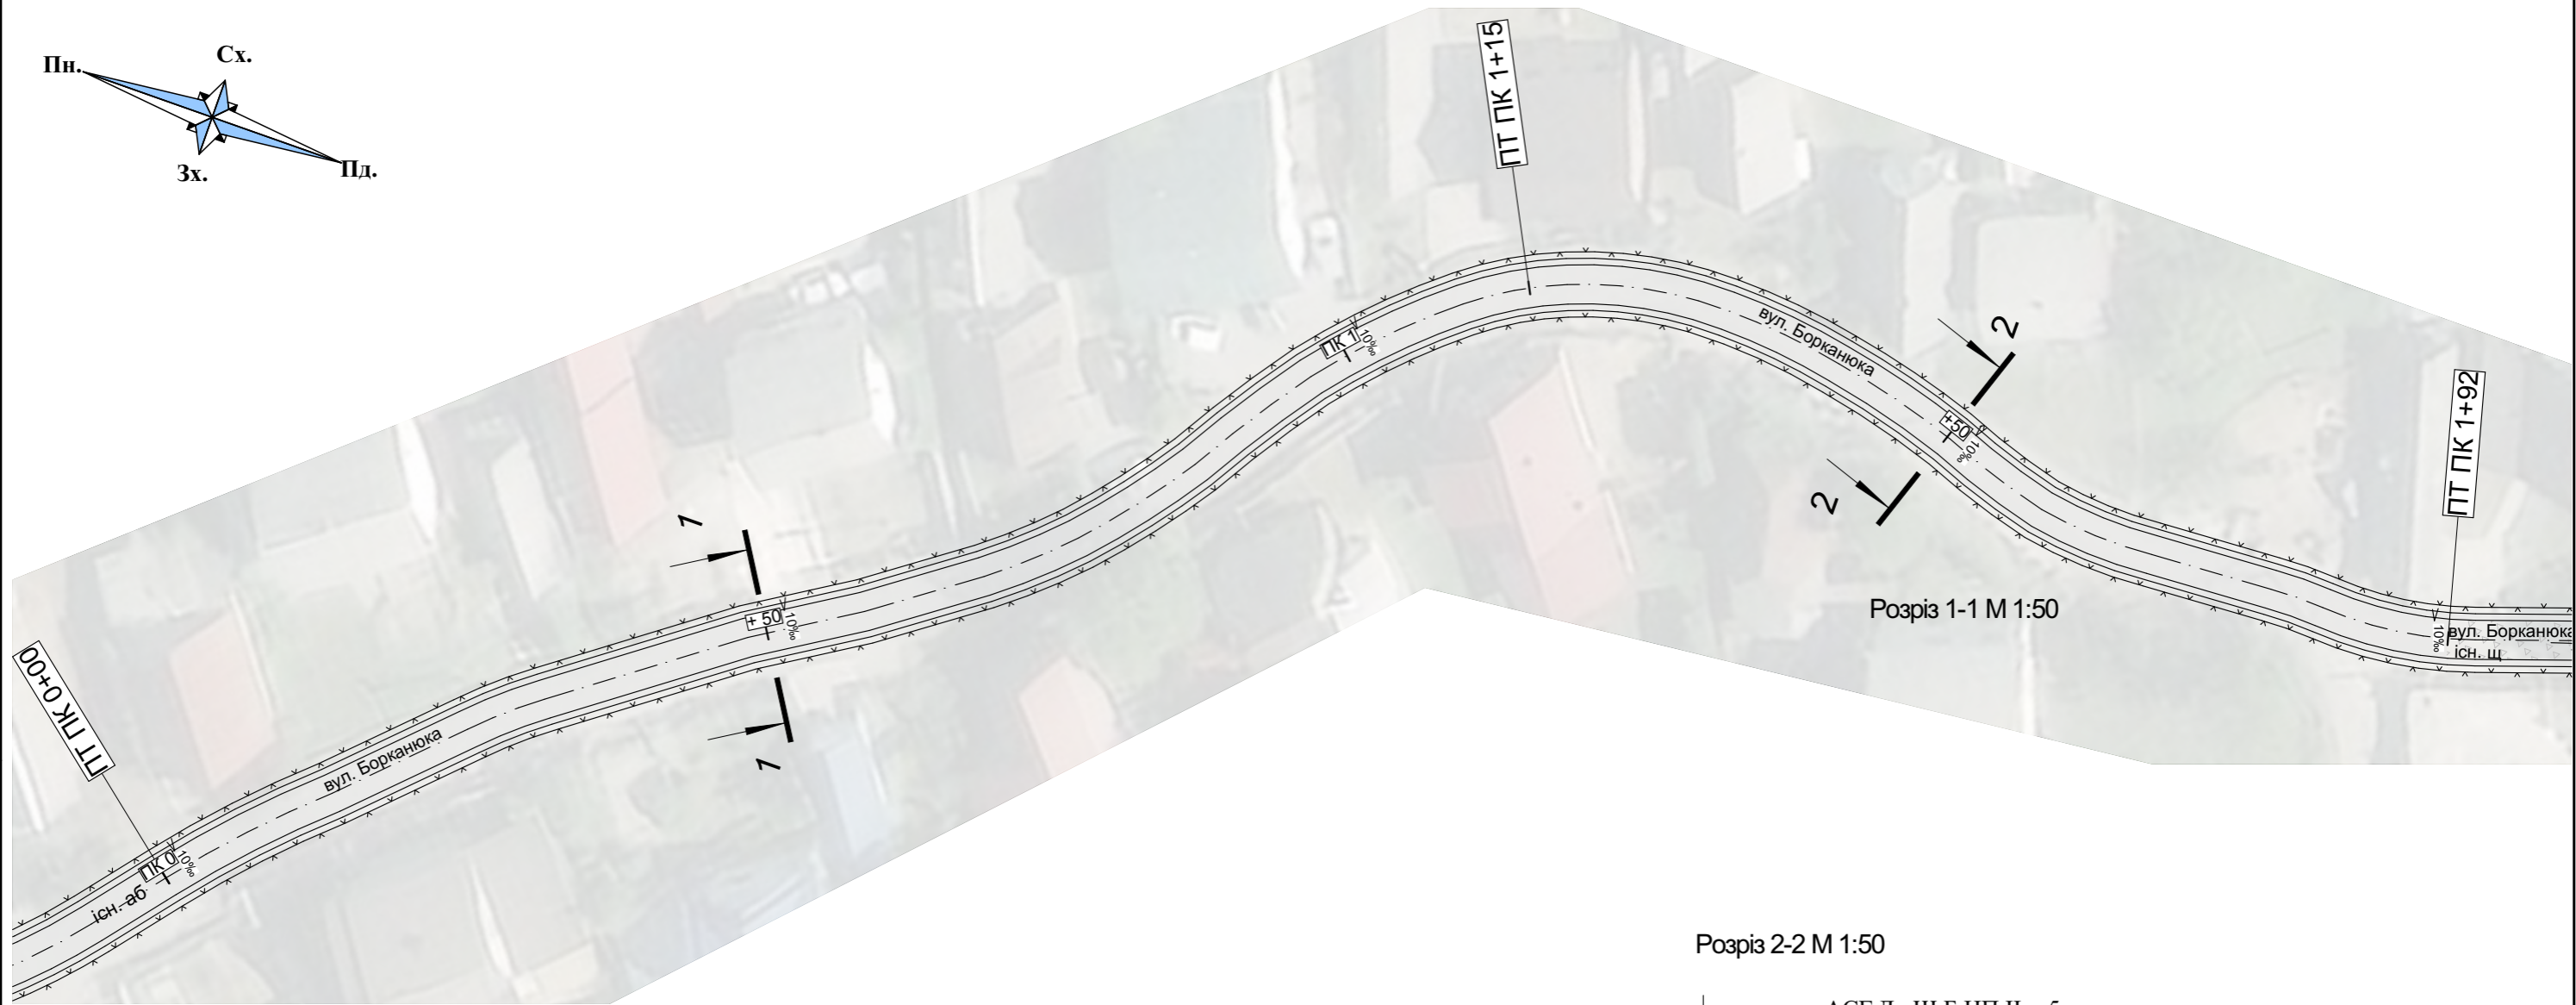 Пн.
Сх.
Зх.
Пд.
ПТ ПК 1+15
ПК 1
10‰
вул. Борканюка
2
+50
10‰
2
ПТ ПК 1+92
1
+ 50
10‰
1
Розріз 1-1 М 1:50
вул. Борканюка
10‰
існ. щ
ПТ ПК 0+00
вул. Борканюка
ПК 0
10‰
існ. аб
Розріз 2-2 М 1:50